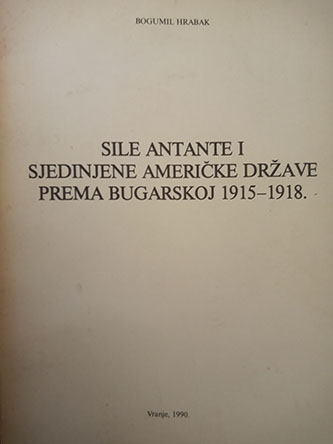 BOGUMIL HRABAK
SILE ANTANTE I
SJEDINJENE AMERIČKE DRŽAVE
PREMA BUGARSKOJ 1915–1918.
Vranje, 1990.